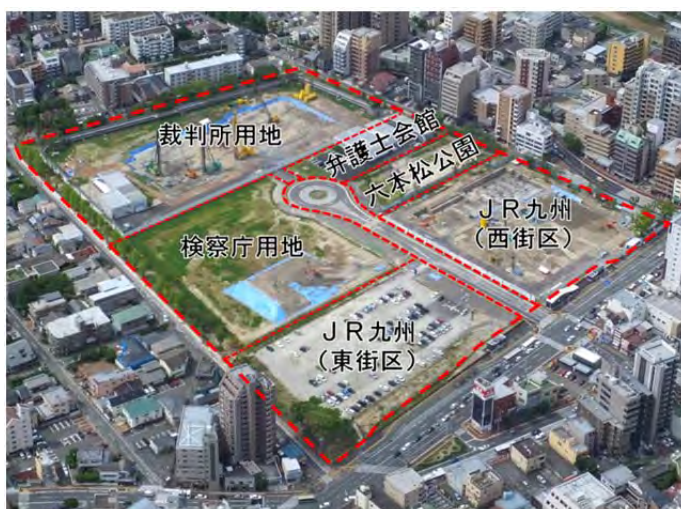 裁判所用地
弁護士会館
六本松公園
JR九州
(西街区)
検察庁用地
JR九州
(東街区)